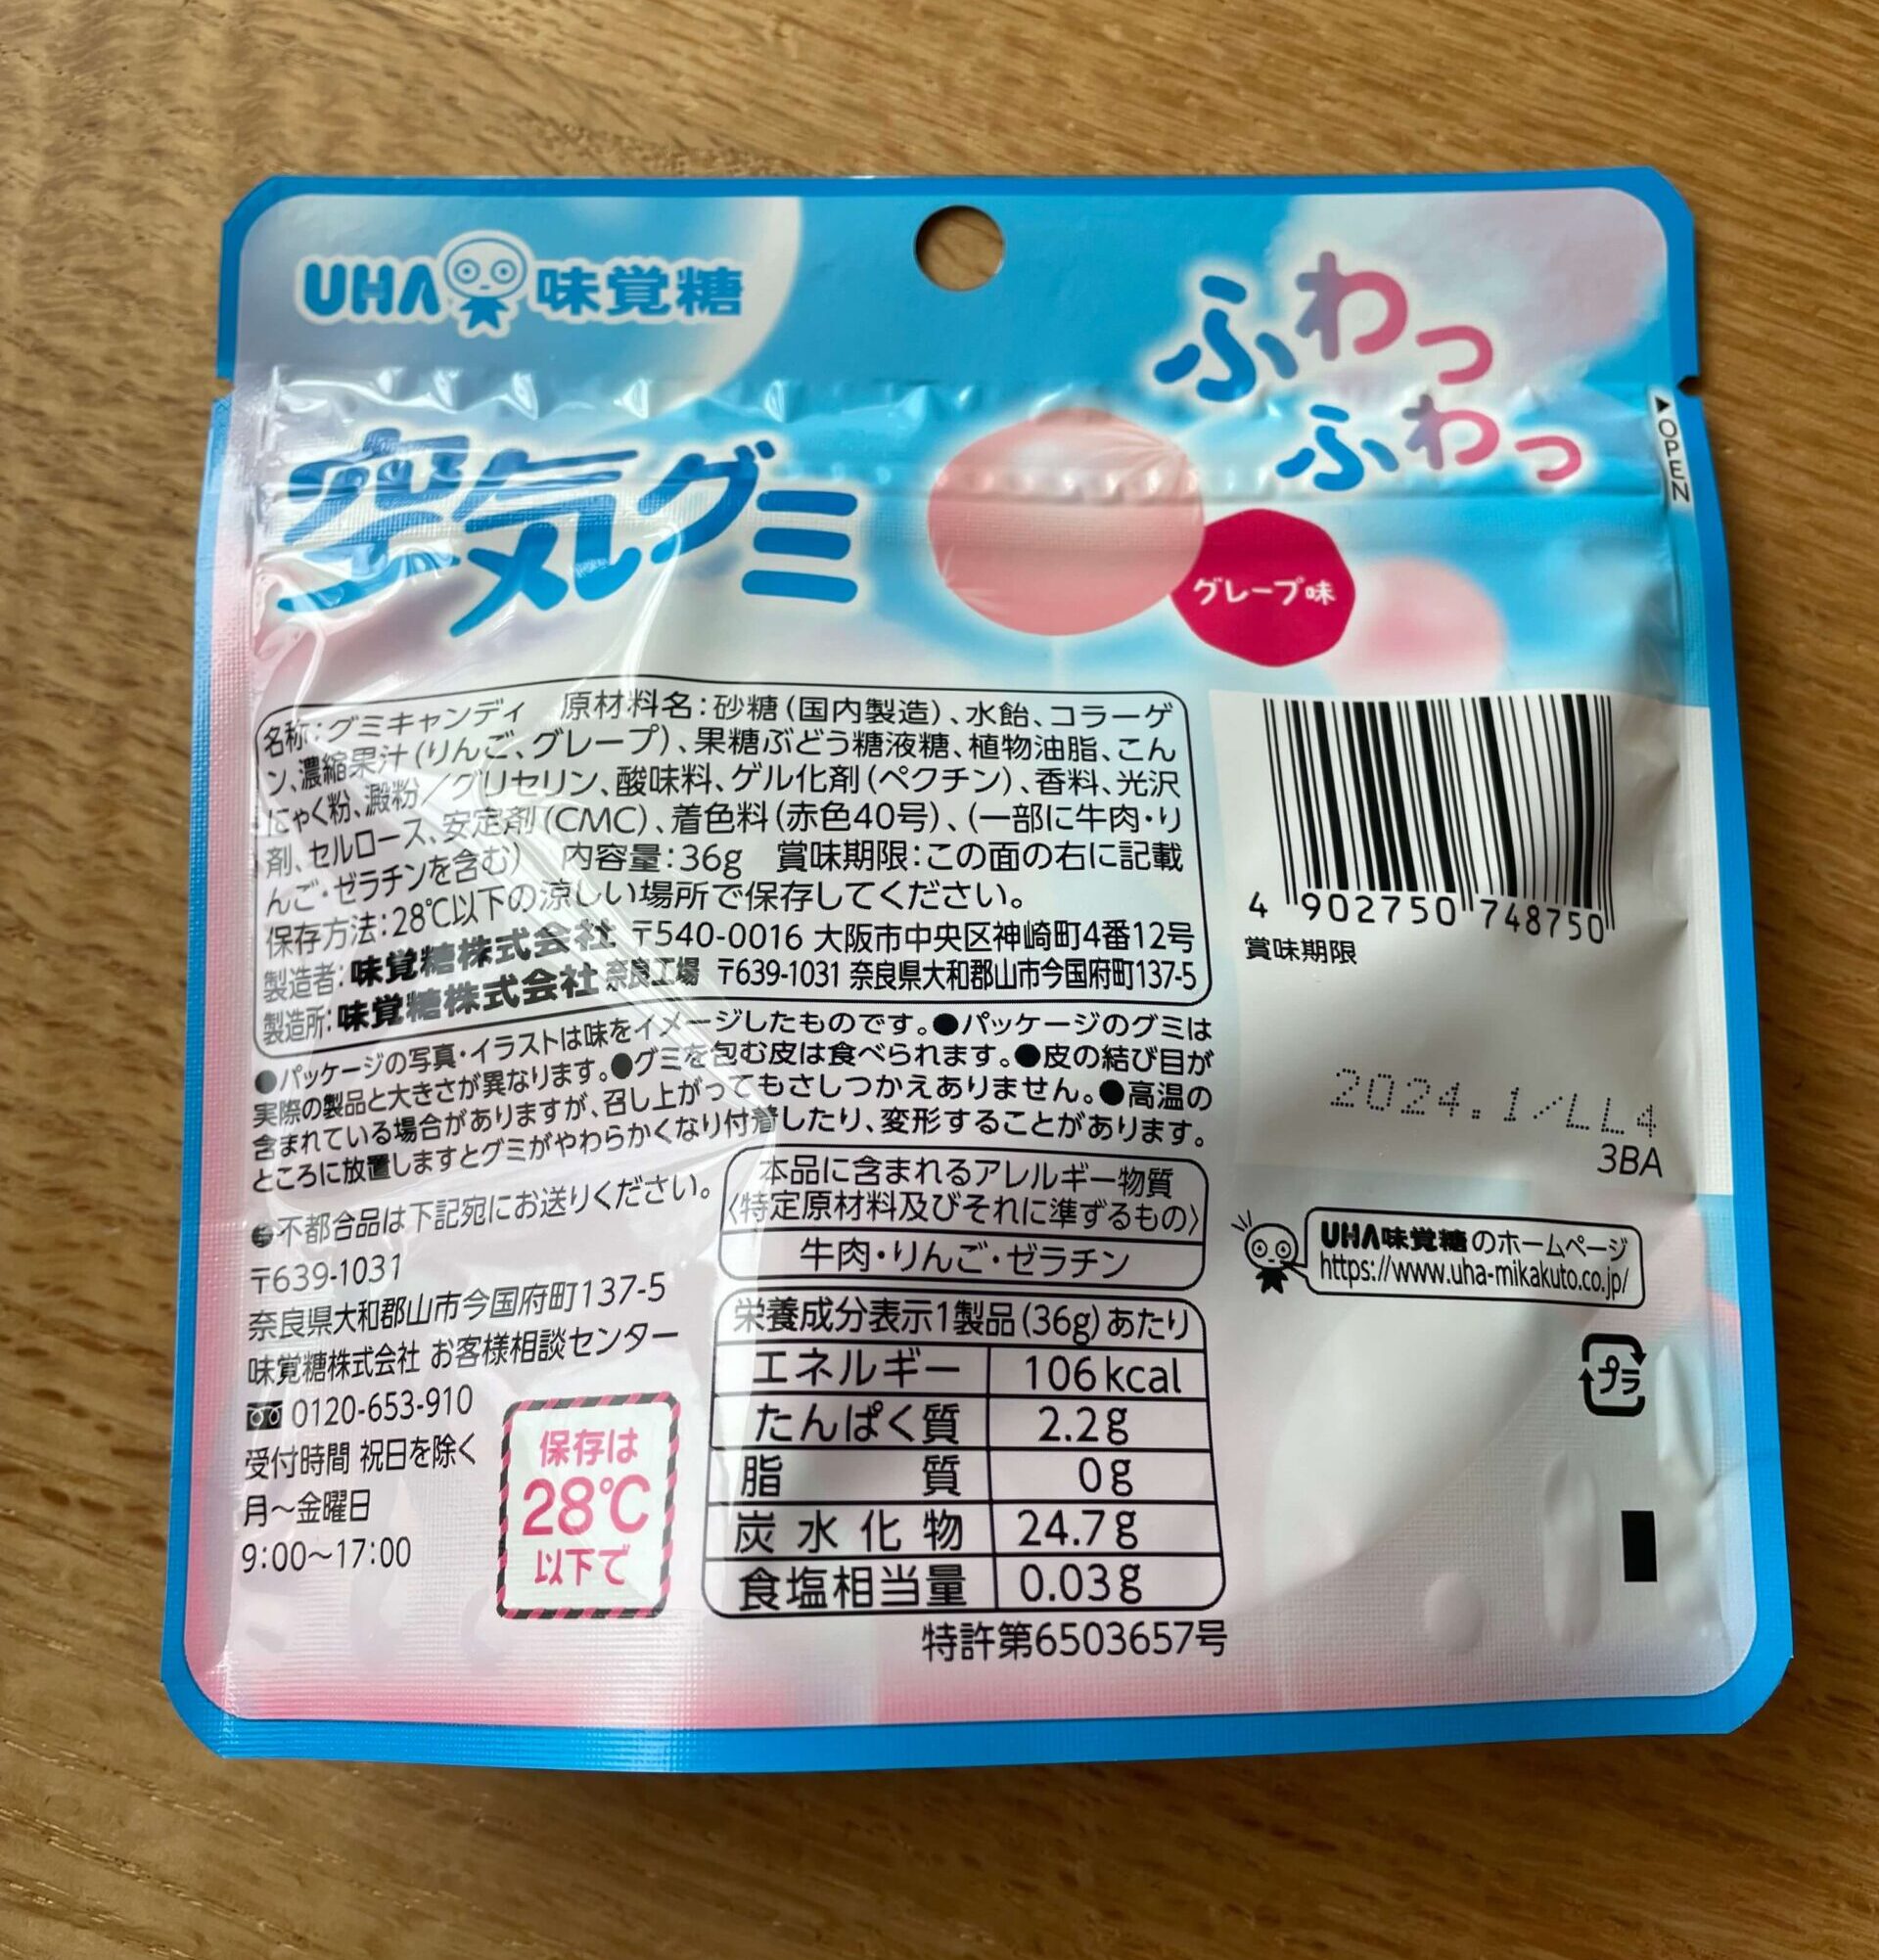 UHA味覚糖
ふわっ
ふわっ
▶OPEN
空気グミ
グレープ味
名称:グミキャンディ 原材料名:砂糖(国内製造)、水飴、コラーゲ
ン、濃縮果汁(りんご、グレープ)、果糖ぶどう糖液糖、植物油脂、こん
にゃく粉、澱粉/グリセリン、酸味料、ゲル化剤(ペクチン)、香料、光沢
剤、セルロース、安定剤(CMC)、着色料(赤色40号)、(一部に牛肉・り
んご・ゼラチンを含む) 内容量:36g 賞味期限:この面の右に記載
保存方法:28℃以下の涼しい場所で保存してください。
製造者:味覚糖株式会社 〒540-0016 大阪市中央区神崎町4番12号
製造所:味覚糖株式会社 奈良工場 〒639-1031 奈良県大和郡山市今国府町137-5
●パッケージの写真・イラストは味をイメージしたものです。●パッケージのグミは
実際の製品と大きさが異なります。●グミを包む皮は食べられます。●皮の結び目が
含まれている場合がありますが、召し上がってもさしつかえありません。●高温の
ところに放置しますとグミがやわらかくなり付着したり、変形することがあります。
不都合品は下記宛にお送りください。
〒639-1031
奈良県大和郡山市今国府町137-5
味覚糖株式会社 お客様相談センター
0120-653-910
受付時間 祝日を除く
月〜金曜日
9:00〜17:00
保存は
28℃
以下で
本品に含まれるアレルギー物質
〈特定原材料及びそれに準ずるもの〉
牛肉・りんご・ゼラチン
栄養成分表示1製品(36g)あたり
エネルギー 106kcal
たんぱく質 2.2g
脂質 0g
炭水化物 24.7g
食塩相当量 0.03g
特許第6503657号
4 902750 748750
賞味期限
2024.1/LL4
3BA
UHA味覚糖のホームページ
https://www.uha-mikakuto.co.jp/
プラ